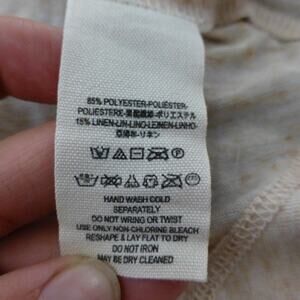 85% POLYESTER-POLIÉSTER-
POLIESTERE-聚酯纖維-ポリエステル
15% LINEN-LIN-LINO-LEINEN-LINHO-
亞麻布-リネン
HAND WASH COLD
SEPARATELY
DO NOT WRING OR TWIST
USE ONLY NON-CHLORINE BLEACH
RESHAPE & LAY FLAT TO DRY
DO NOT IRON
MAY BE DRY CLEANED